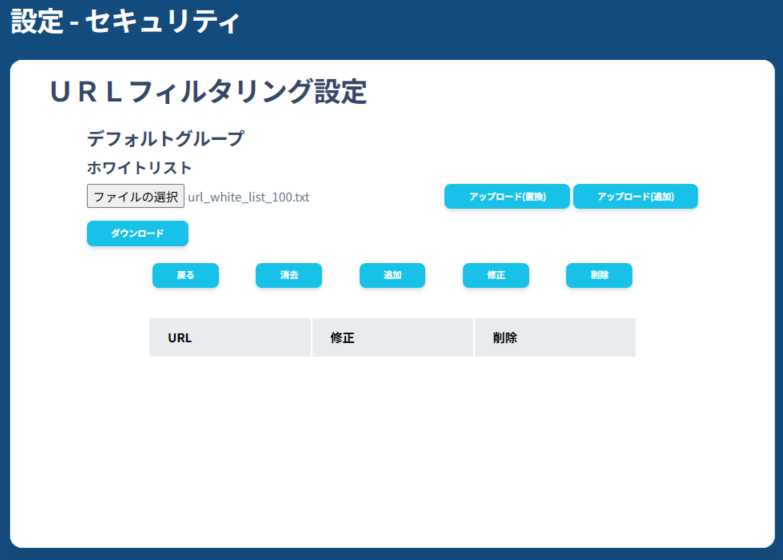 設定 - セキュリティ
ＵＲＬフィルタリング設定
デフォルトグループ
ホワイトリスト
ファイルの選択 url_white_list_100.txt アップロード(置換) アップロード(追加)
ダウンロード
戻る 消去 追加 修正 削除
URL 修正 削除